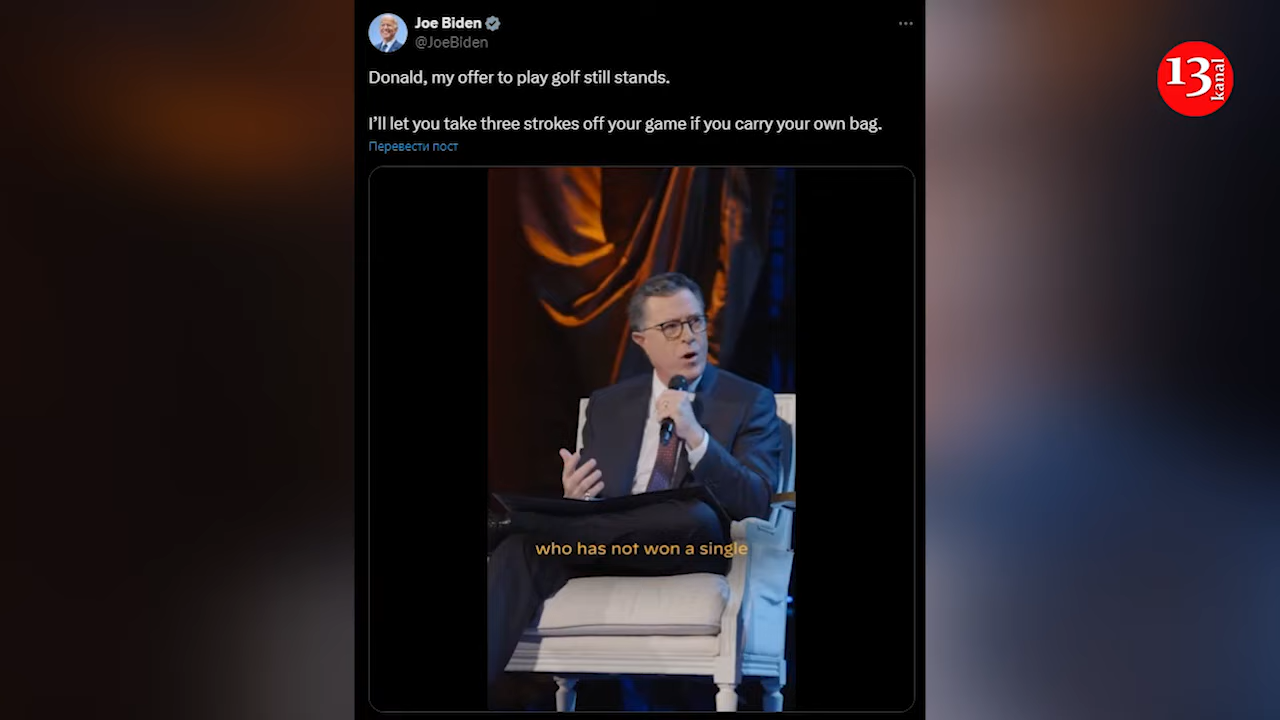 Joe Biden
@JoeBiden
Donald, my offer to play golf still stands.
I’ll let you take three strokes off your game if you carry your own bag.
Перевести пост
who has not won a single
13
kanal